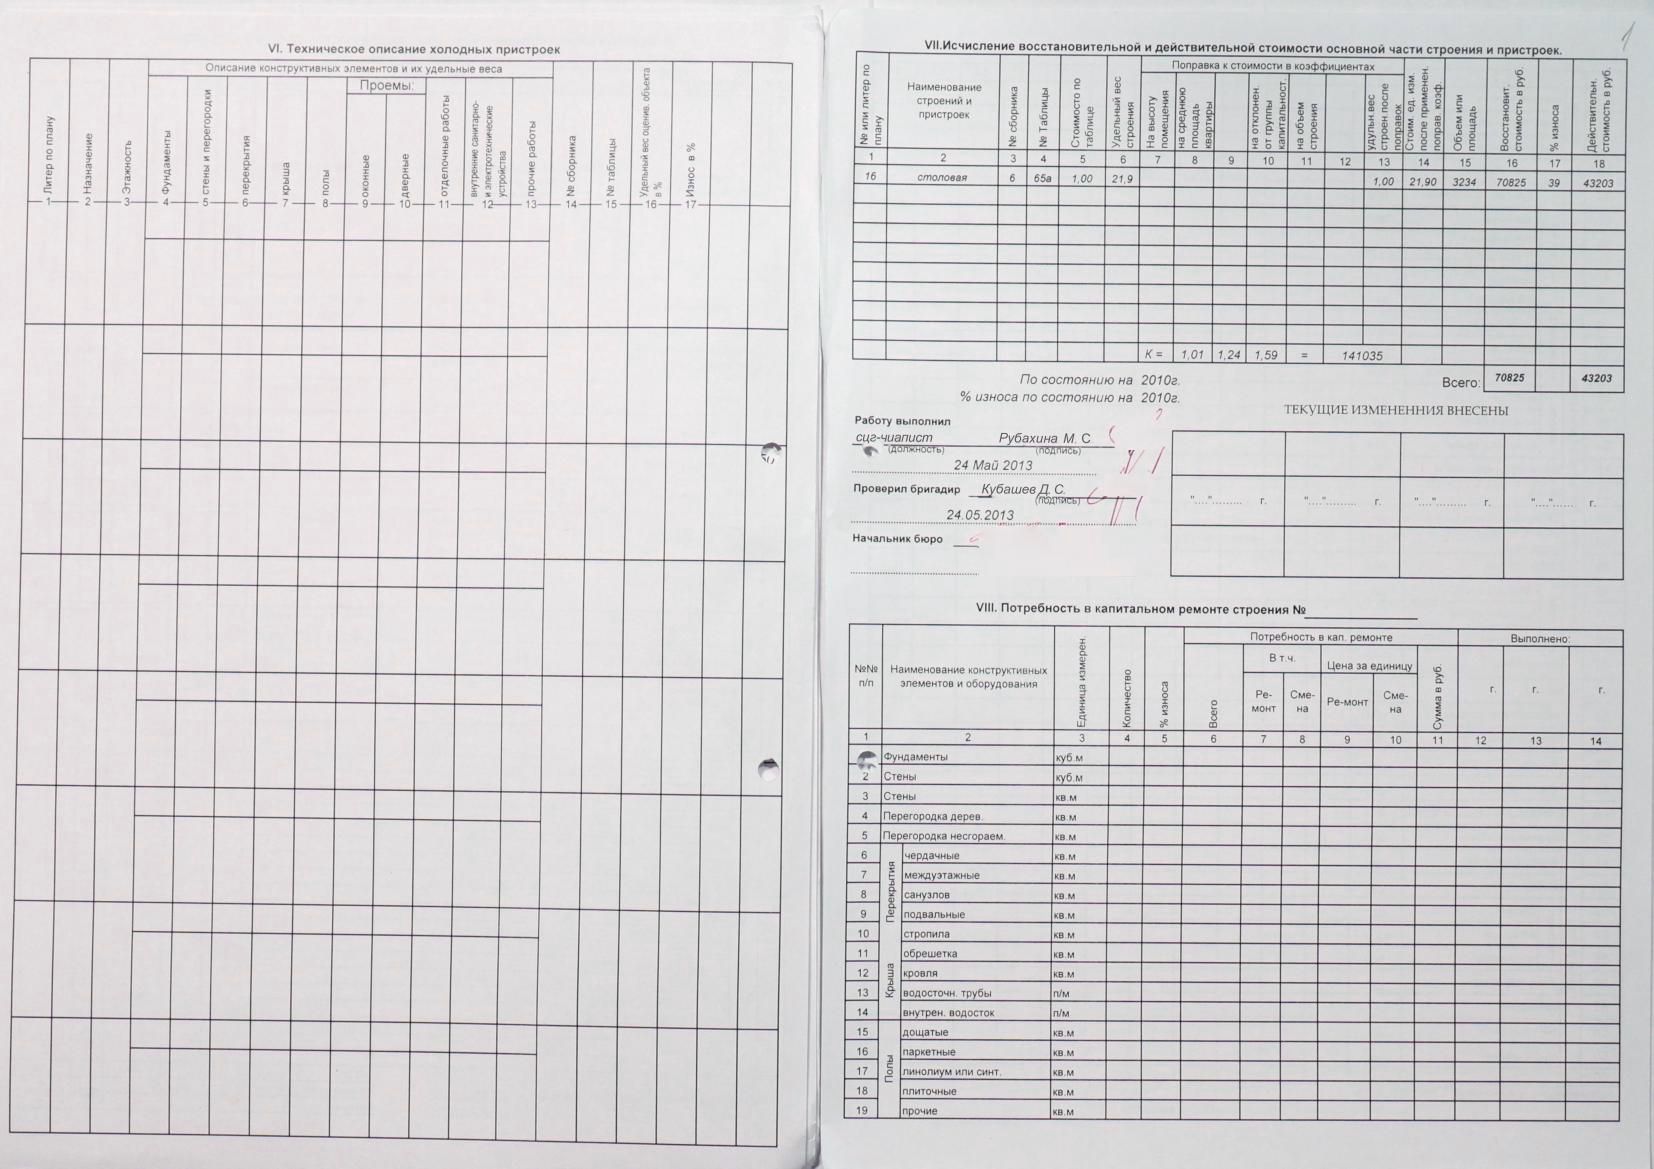 VI. Техническое описание холодных пристроек
Описание конструктивных элементов и их удельные веса
Проемы:
Литер по плану
Назначение
Этажность
Фундаменты
стены и перегородки
перекрытия
крыша
полы
оконные
дверные
отделочные работы
внутренние санитарно-
и электротехнические
устройства
прочие работы
№ сборника
№ таблицы
Удельный вес оценив. объекта
в %
Износ в %
1 2 3 4 5 6 7 8 9 10 11 12 13 14 15 16 17
VII.Исчисление восстановительной и действительной стоимости основной части строения и пристроек.
№ или литер по
плану
Наименование
строений и
пристроек
№ сборника
№ Таблицы
Стоимосто по
таблице
Удельный вес
строения
Поправка к стоимости в коэффициентах
На высоту
помещения
на среднюю
площадь
квартиры
на отклонен.
от группы
капитальност.
на объем
строения
удульн.вес
строен.после
поправок
Стоим. ед. изм.
после применен.
поправ. коэф.
Объем или
площадь
Восстановит.
стоимость в руб.
% износа
Действительн.
стоимость в руб.
1 2 3 4 5 6 7 8 9 10 11 12 13 14 15 16 17 18
16 столовая 6 65а 1,00 21,9 1,00 21,90 3234 70825 39 43203
К = 1,01 1,24 1,59 = 141035
Всего: 70825 43203
По состоянию на 2010г.
% износа по состоянию на 2010г.
ТЕКУЩИЕ ИЗМЕНЕННИЯ ВНЕСЕНЫ
Работу выполнил
сцг-чиапист Рубахина М. С
(должность) (подпись)
24 Май 2013
Проверил бригадир Кубашев Д. С.
(подпись)
24.05.2013
Начальник бюро
"....."......... г. "....."......... г. "....."......... г. "....."...... г.
VIII. Потребность в капитальном ремонте строения №
№№
п/п
Наименование конструктивных
элементов и оборудования
Единица измерен.
Количество
% износа
Потребность в кап. ремонте
Всего
В т.ч.
Ре-
монт
Сме-
на
Цена за единицу
Ре-монт
Сме-
на
Сумма в руб.
Выполнено:
г. г. г.
1 2 3 4 5 6 7 8 9 10 11 12 13 14
Фундаменты куб.м
2 Стены куб.м
3 Стены кв.м
4 Перегородка дерев. кв.м
5 Перегородка несгораем. кв.м
Перекрытия
6 чердачные кв.м
7 междуэтажные кв.м
8 санузлов кв.м
9 подвальные кв.м
Крыша
10 стропила кв.м
11 обрешетка кв.м
12 кровля кв.м
13 водосточн. трубы п/м
14 внутрен. водосток п/м
Полы
15 дощатые кв.м
16 паркетные кв.м
17 линолиум или синт. кв.м
18 плиточные кв.м
19 прочие кв.м